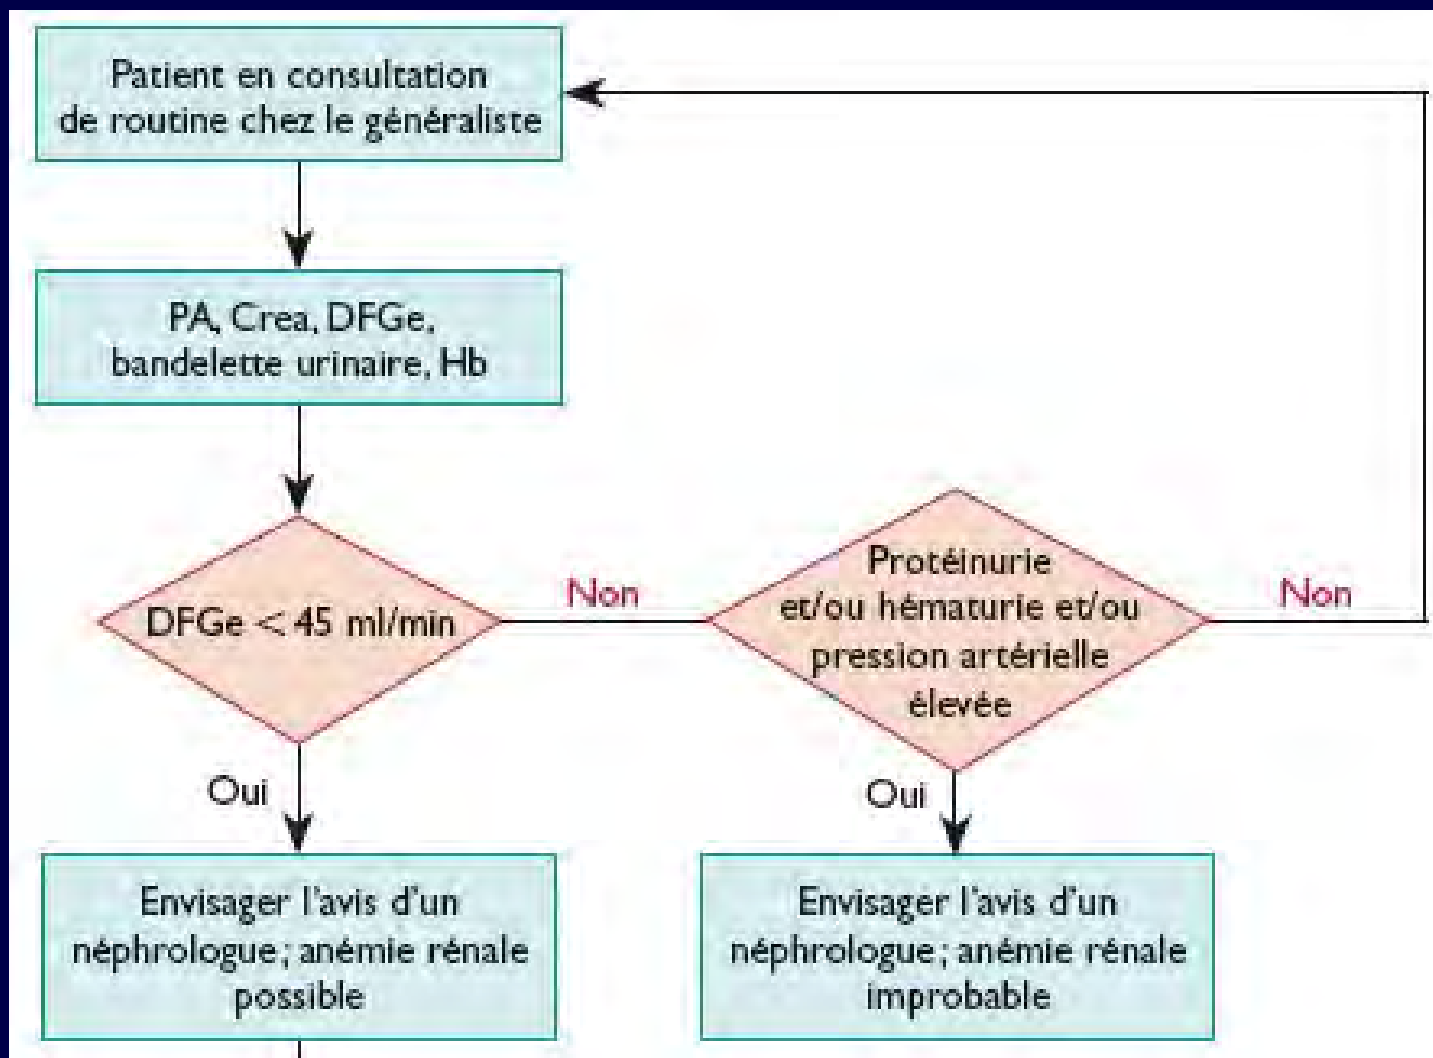 Patient en consultation
de routine chez le généraliste
PA, Crea, DFGe,
bandelette urinaire, Hb
DFGe < 45 ml/min
Non
Protéinurie
et/ou hématurie et/ou
pression artérielle
élevée
Non
Oui
Oui
Envisager l'avis d'un
néphrologue; anémie rénale
possible
Envisager l'avis d'un
néphrologue; anémie rénale
improbable